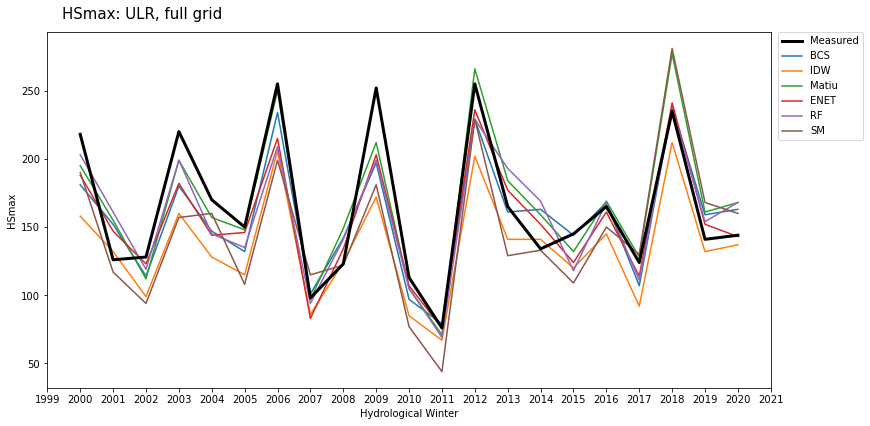 HSmax: ULR, full grid
Measured
BCS
IDW
Matiu
ENET
RF
SM
HSmax
250
200
150
100
50
1999 2000 2001 2002 2003 2004 2005 2006 2007 2008 2009 2010 2011 2012 2013 2014 2015 2016 2017 2018 2019 2020 2021
Hydrological Winter